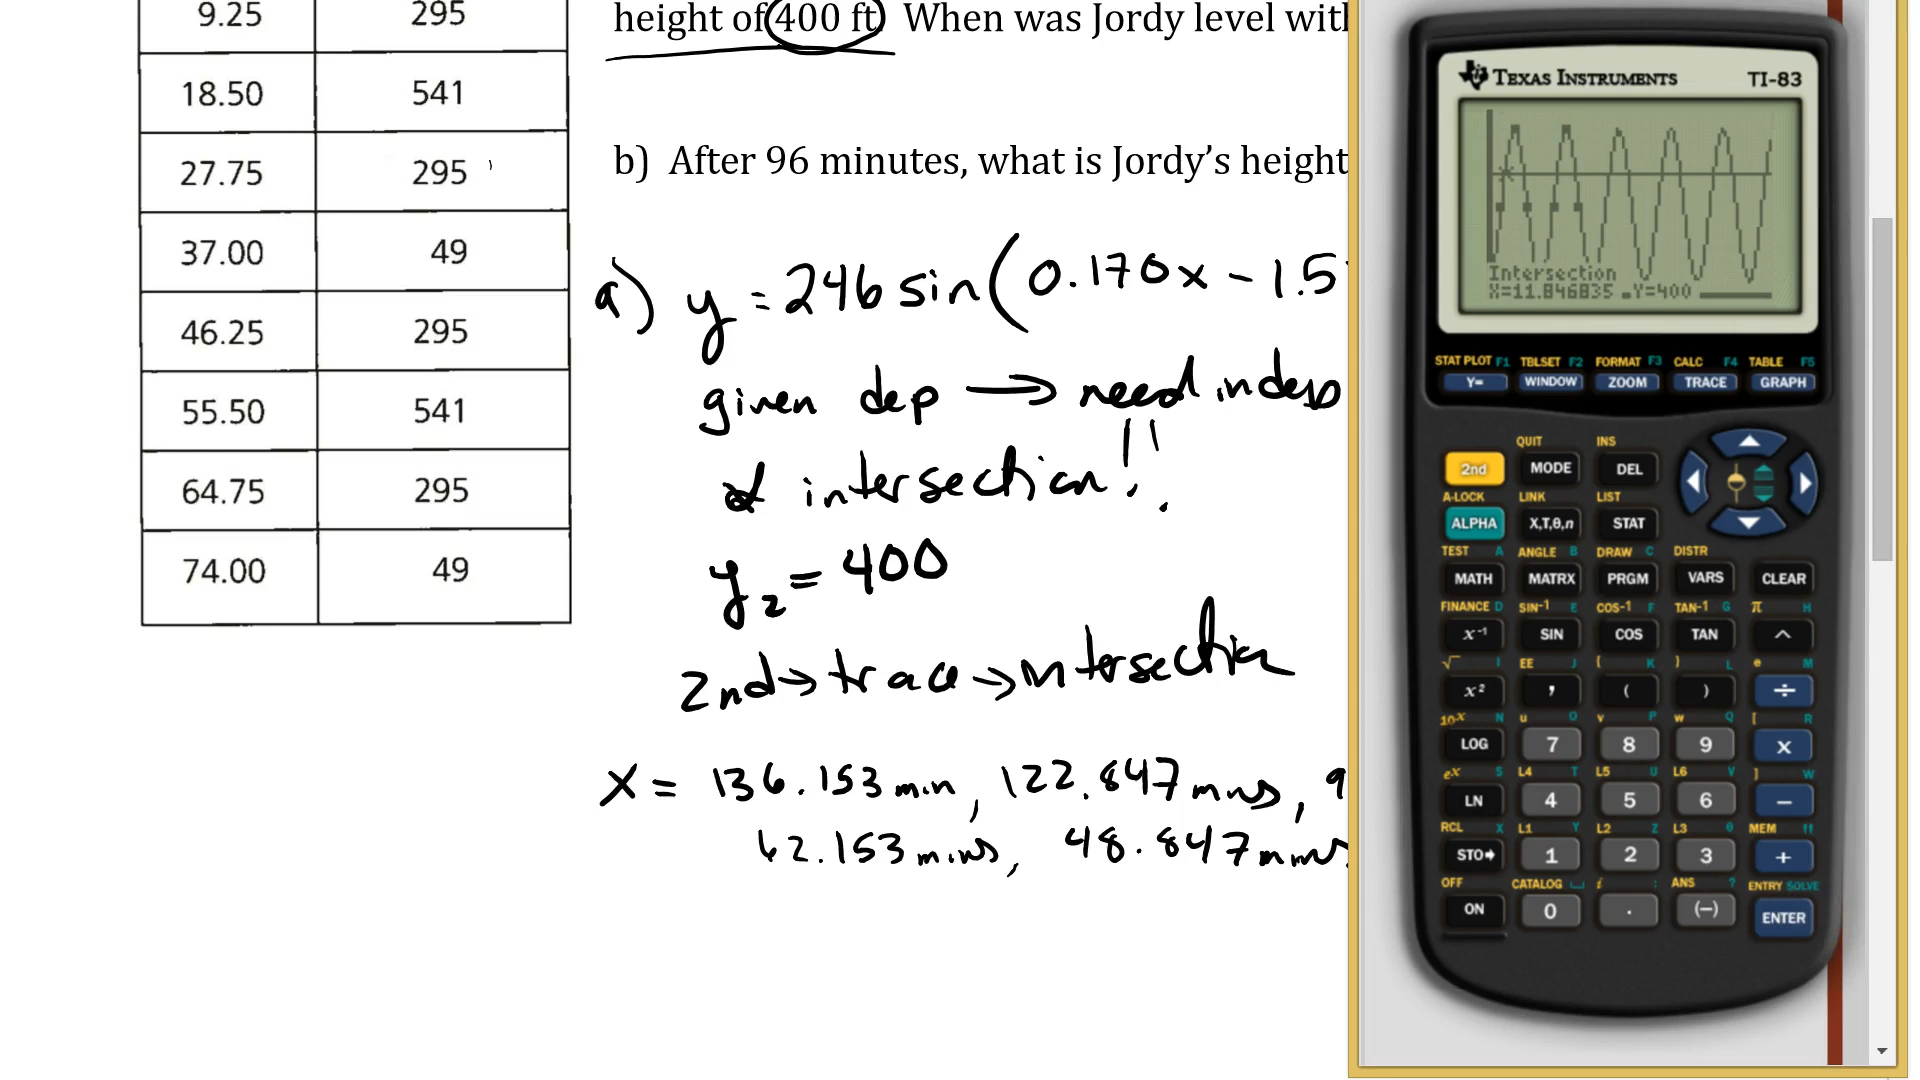 9.25 295
18.50 541
27.75 295
37.00 49
46.25 295
55.50 541
64.75 295
74.00 49
height of 400 ft. When was Jordy level wit
b) After 96 minutes, what is Jordy's height
a) y = 246 sin(0.170x - 1.5
given dep → need indep
intersection!!
y2 = 400
2nd → trace → intersection
X = 136.153 min, 122.847 mins, 9
62.153 mins, 48.847 mins
TEXAS INSTRUMENTS TI-83
Intersection
X=11.846835 Y=400
STAT PLOT F1 TBLSET F2 FORMAT F3 CALC F4 TABLE F5
Y= WINDOW ZOOM TRACE GRAPH
QUIT INS
2nd MODE DEL
A-LOCK LINK LIST
ALPHA X,T,θ,n STAT
TEST A ANGLE B DRAW C DISTR
MATH MATRX PRGM VARS CLEAR
FINANCE D SIN-1 E COS-1 F TAN-1 G π H
x-1 SIN COS TAN ^
√ I EE J { K } L e M
x² , ( ) ÷
10x N u O v P w Q [ R
LOG 7 8 9 x
ex S L4 T L5 U L6 V ] W
LN 4 5 6 −
RCL X L1 Y L2 Z L3 θ MEM "
STO➡ 1 2 3 +
OFF CATALOG ⎵ i : ANS ? ENTRY SOLVE
ON 0 . (−) ENTER